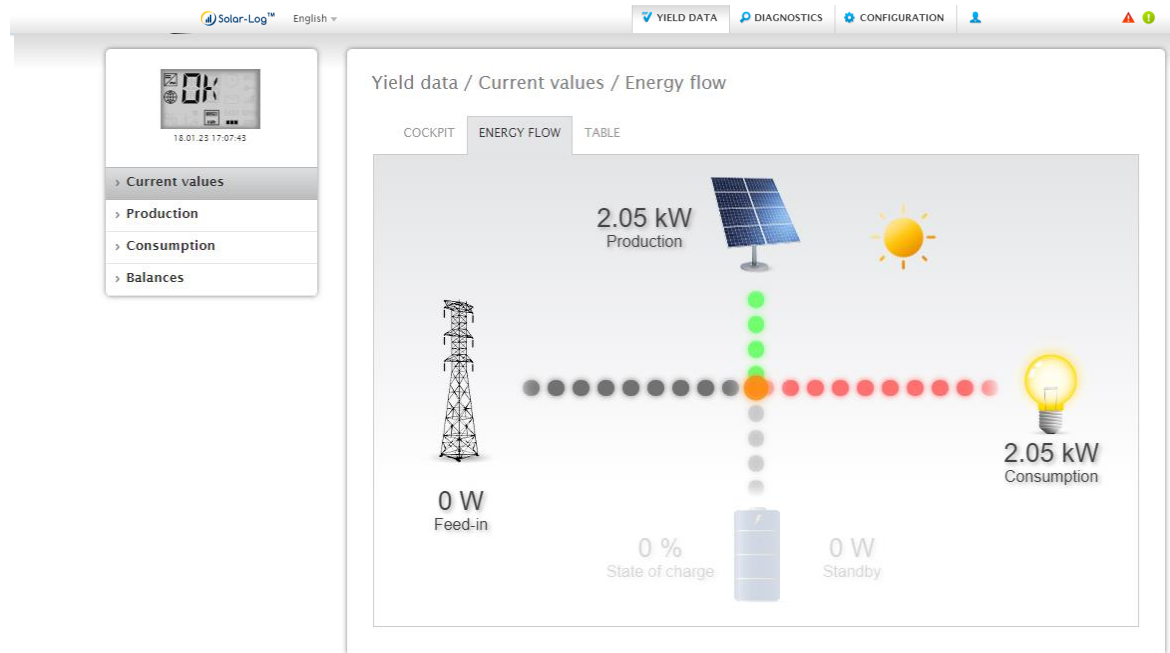 Solar-Log™ English
YIELD DATA DIAGNOSTICS CONFIGURATION
OK
18.01.23 17:07:43
Current values
Production
Consumption
Balances
Yield data / Current values / Energy flow
COCKPIT ENERGY FLOW TABLE
2.05 kW
Production
2.05 kW
Consumption
0 W
Feed-in
0 %
State of charge
0 W
Standby